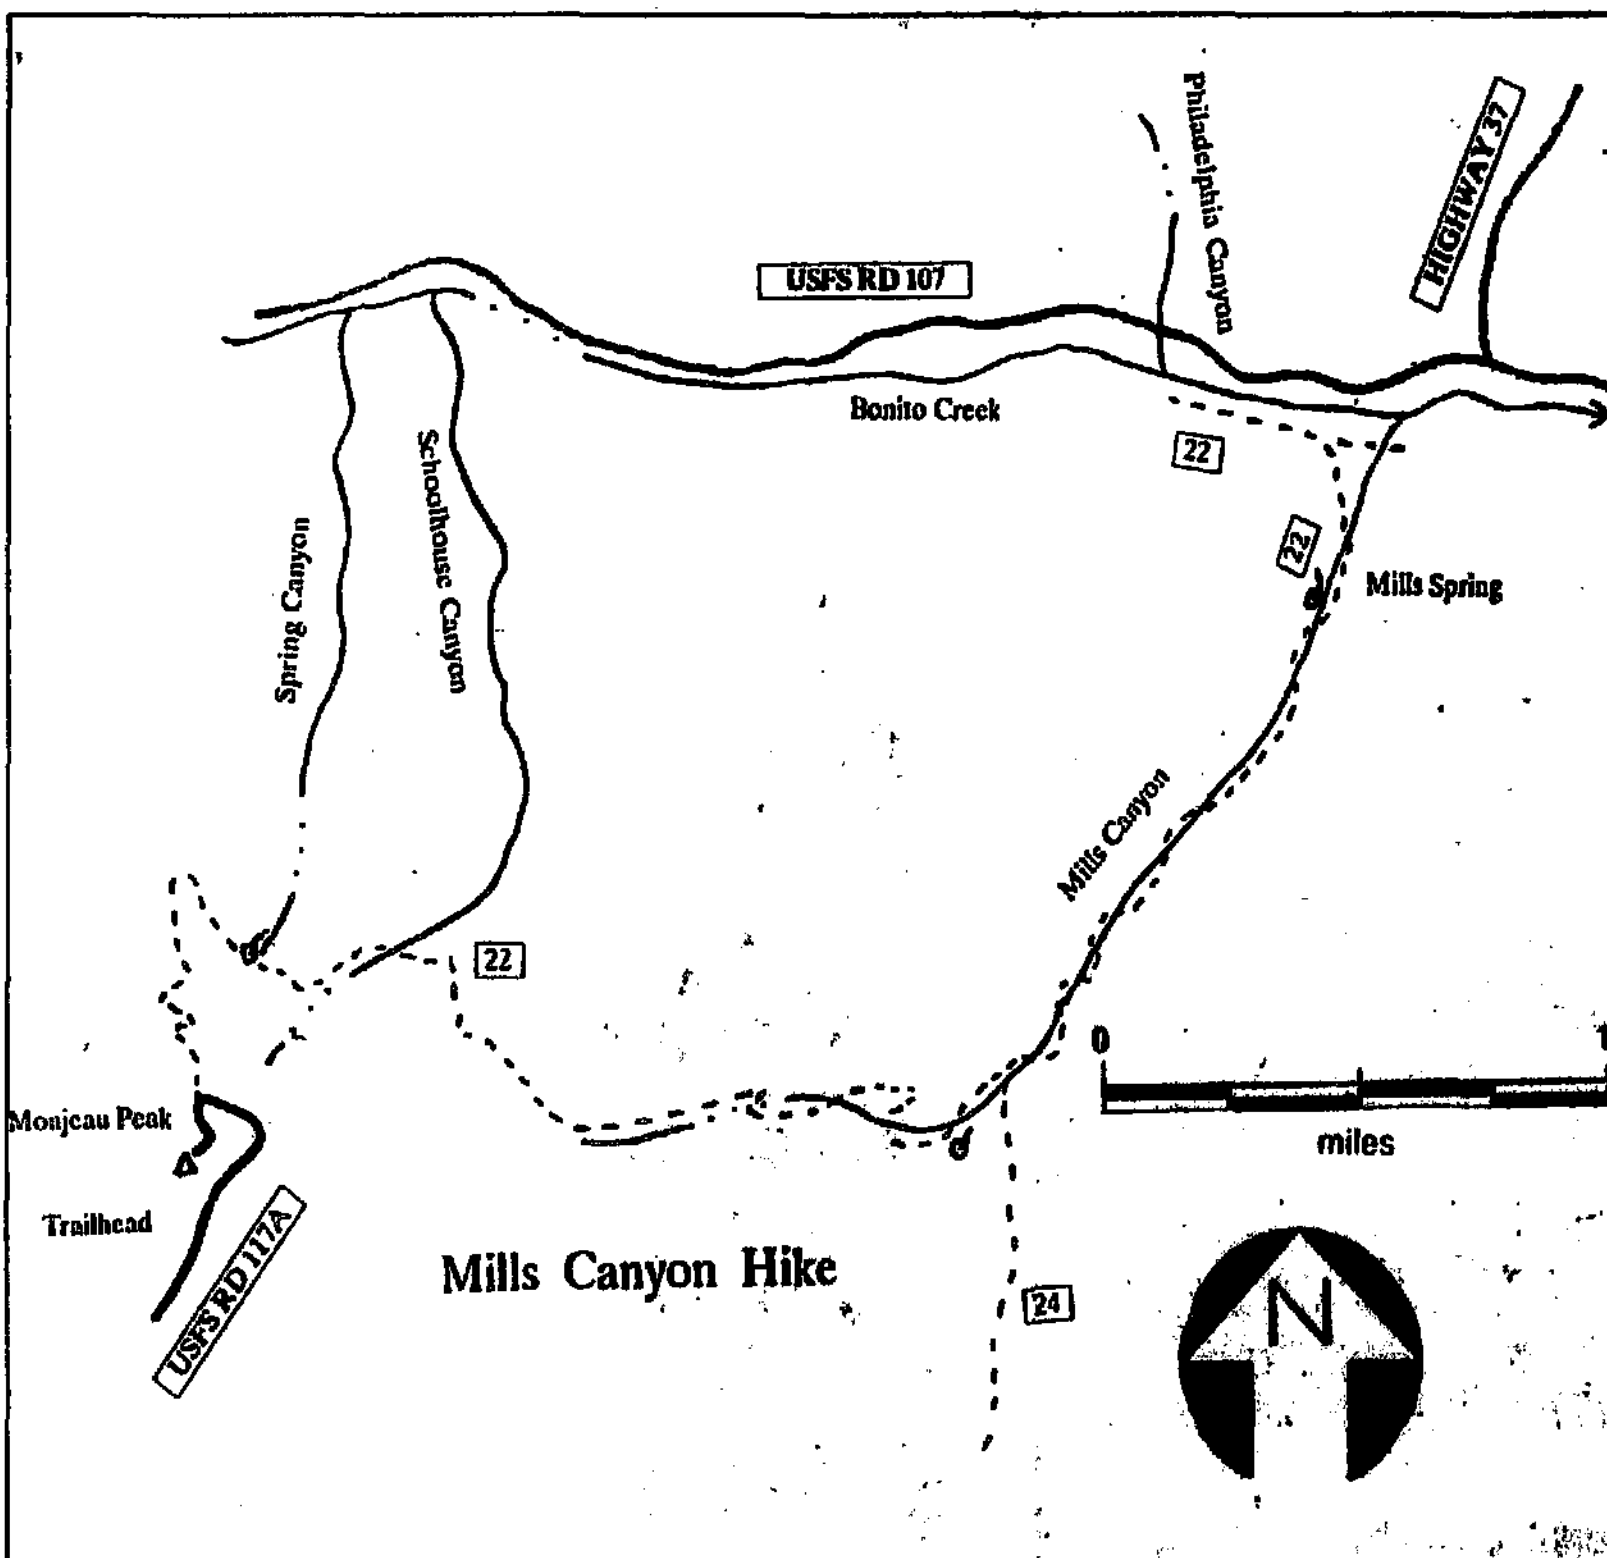 Philadelphia Canyon
HIGHWAY 37
USFS RD 107
Bonito Creek
22
22
Mills Spring
Schoolhouse Canyon
Spring Canyon
Mills Canyon
22
0
1
miles
Monjeau Peak
Trailhead
USFS RD 117A
Mills Canyon Hike
24
N